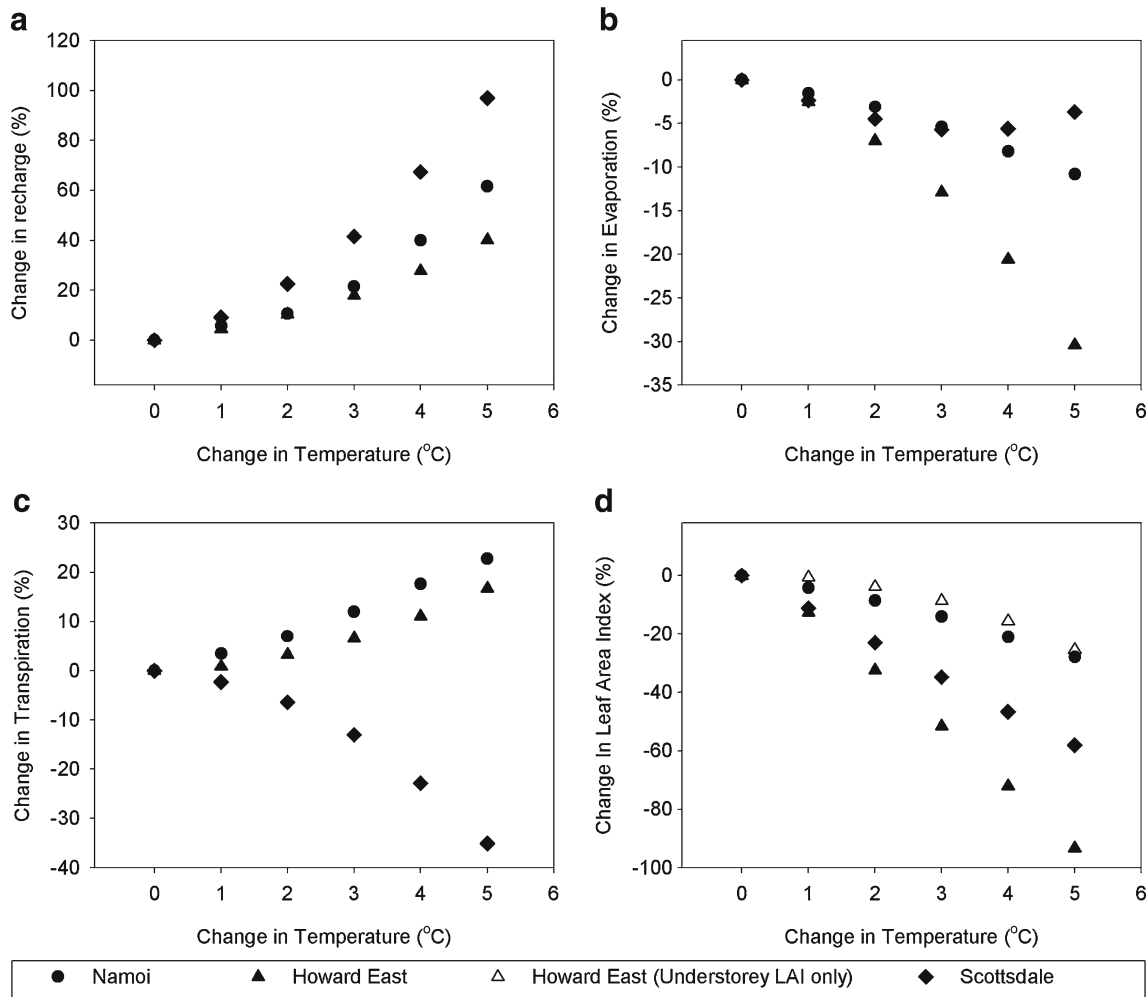 a
120
100
80
60
40
20
0
Change in recharge (%)
0 1 2 3 4 5 6
Change in Temperature (°C)
b
0
-5
-10
-15
-20
-25
-30
-35
Change in Evaporation (%)
0 1 2 3 4 5 6
Change in Temperature (°C)
c
30
20
10
0
-10
-20
-30
-40
Change in Transpiration (%)
0 1 2 3 4 5 6
Change in Temperature (°C)
d
0
-20
-40
-60
-80
-100
Change In Leaf Area Index (%)
0 1 2 3 4 5 6
Change in Temperature (°C)
Namoi Howard East Howard East (Understorey LAI only) Scottsdale